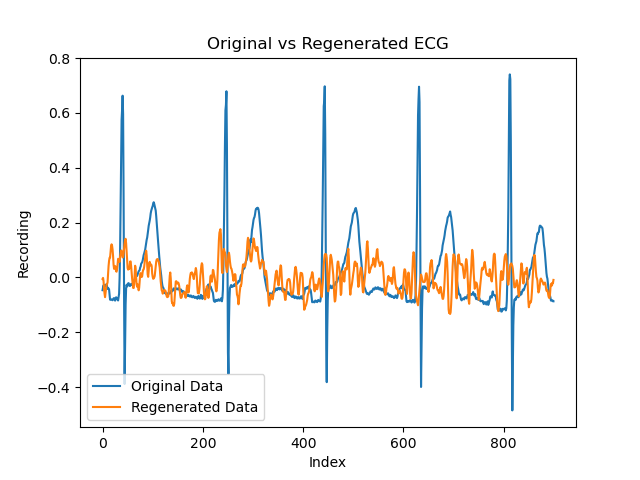 Original vs Regenerated ECG
0.8
0.6
0.4
0.2
0.0
−0.2
−0.4
Recording
Original Data
Regenerated Data
0 200 400 600 800
Index